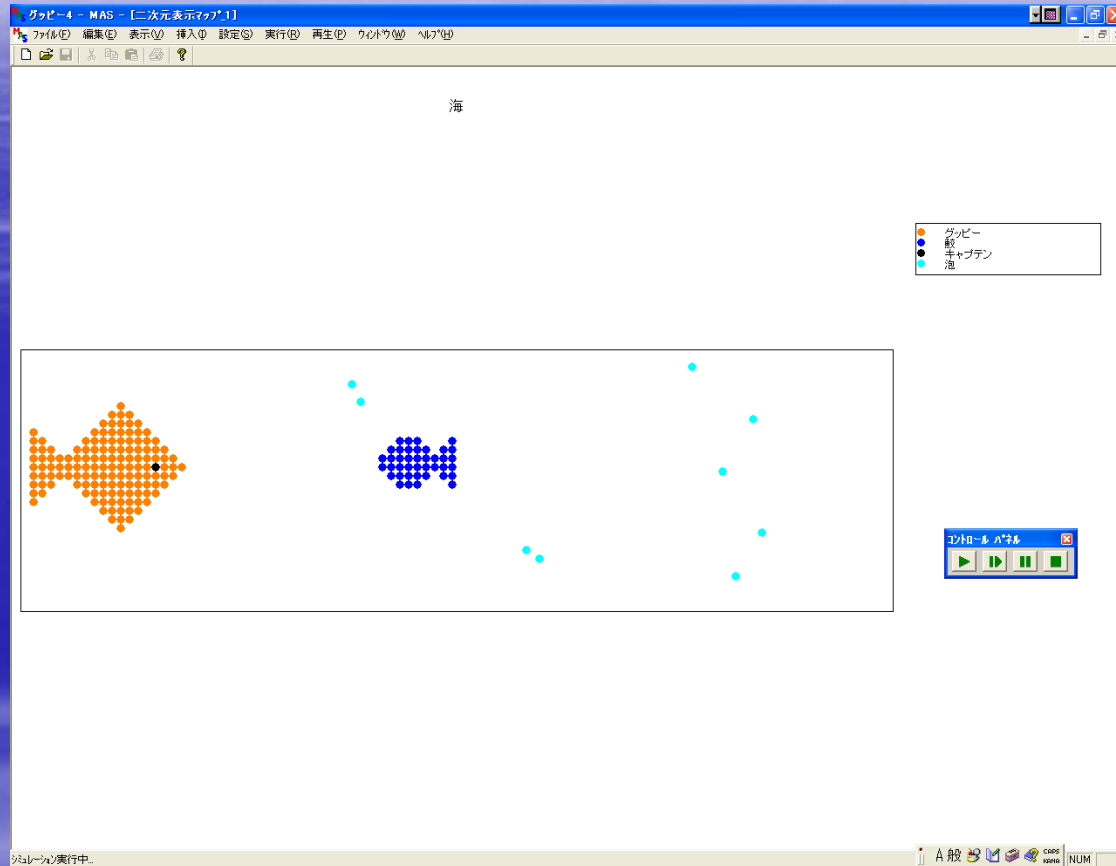 グッピー4 - MAS - [二次元表示マップ_1]
ファイル(F) 編集(E) 表示(V) 挿入(I) 設定(S) 実行(R) 再生(P) ウィンドウ(W) ヘルプ(H)
海
グッピー
鮫
キャプテン
泡
コントロール パネル
シミュレーション実行中...
A 般 CAPS KANA NUM